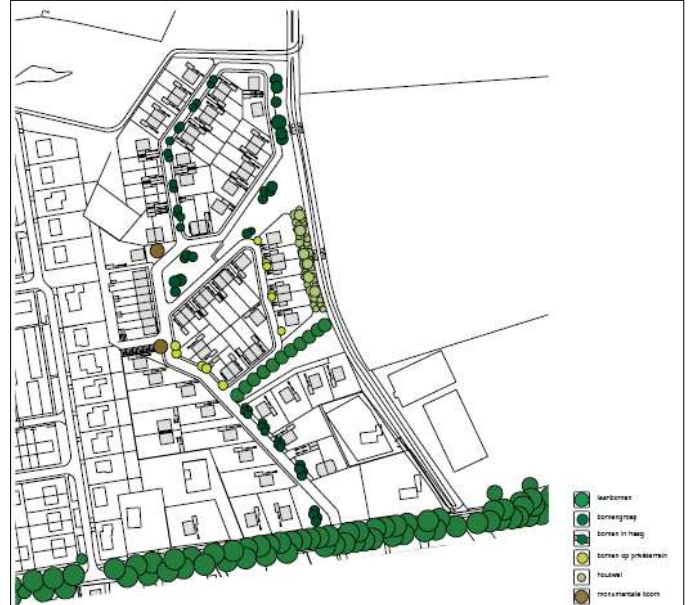 laanbomen
bomengroep
bomen in haag
bomen op privéterrein
houtwal
monumentale boom